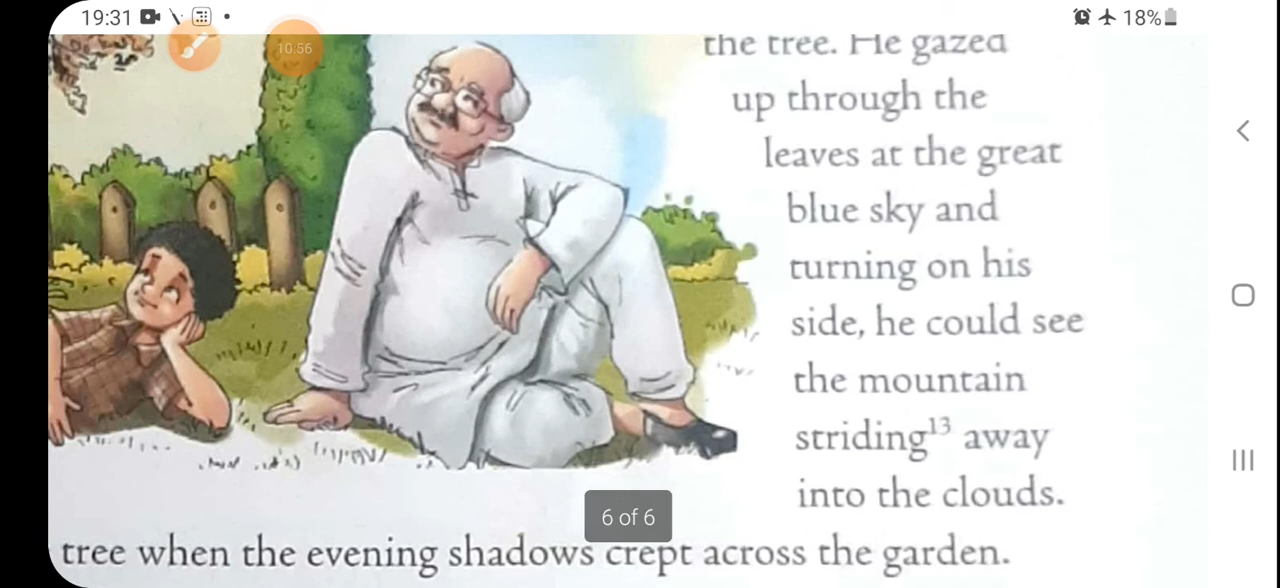 19:31
18%
10:56
the tree. He gazed
up through the
leaves at the great
blue sky and
turning on his
side, he could see
the mountain
striding13 away
into the clouds.
6 of 6
tree when the evening shadows crept across the garden.